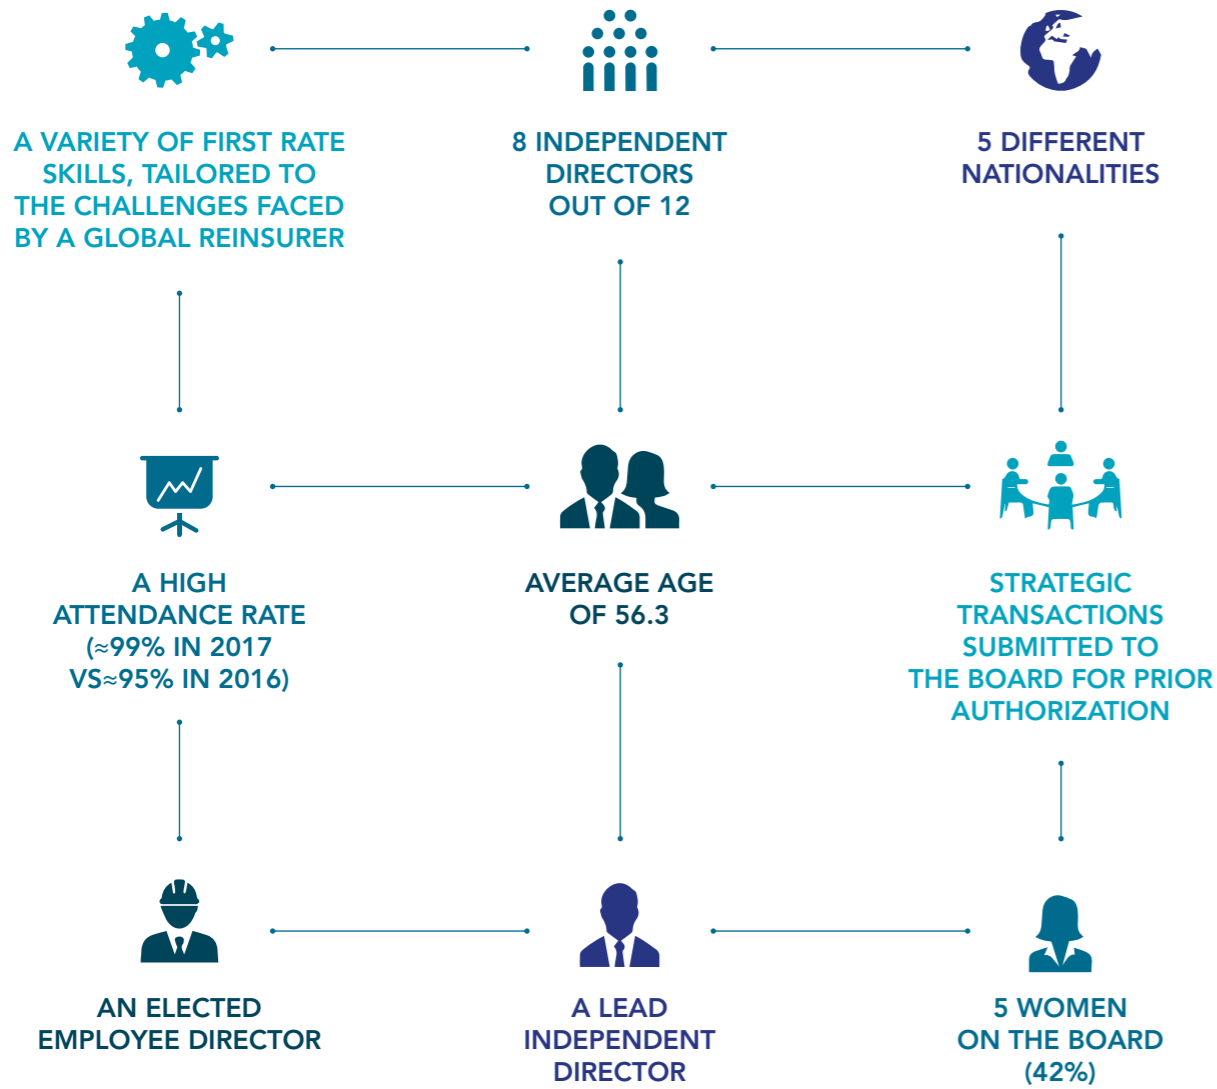 A VARIETY OF FIRST RATE
SKILLS, TAILORED TO
THE CHALLENGES FACED
BY A GLOBAL REINSURER
8 INDEPENDENT
DIRECTORS
OUT OF 12
5 DIFFERENT
NATIONALITIES
A HIGH
ATTENDANCE RATE
(≈99% IN 2017
VS≈95% IN 2016)
AVERAGE AGE
OF 56.3
STRATEGIC
TRANSACTIONS
SUBMITTED TO
THE BOARD FOR PRIOR
AUTHORIZATION
AN ELECTED
EMPLOYEE DIRECTOR
A LEAD
INDEPENDENT
DIRECTOR
5 WOMEN
ON THE BOARD
(42%)